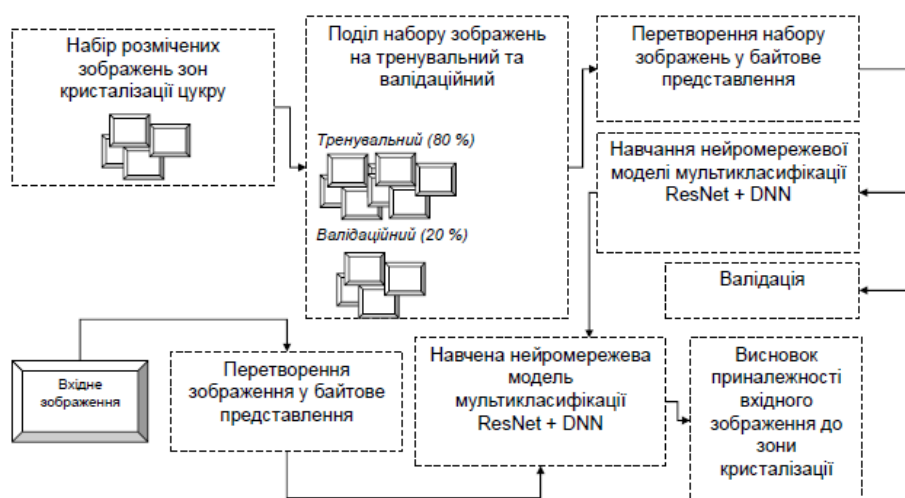 Набір розмічених
зображень зон
кристалізації цукру
Поділ набору зображень
на тренувальний та
валідаційний
Тренувальний (80 %)
Валідаційний (20 %)
Перетворення набору
зображень у байтове
представлення
Навчання нейромережевої
моделі мультикласифікації
ResNet + DNN
Валідація
Вхідне
зображення
Перетворення
зображення у байтове
представлення
Навчена нейромережева
модель
мультикласифікації
ResNet + DNN
Висновок
приналежності
вхідного
зображення до
зони
кристалізації